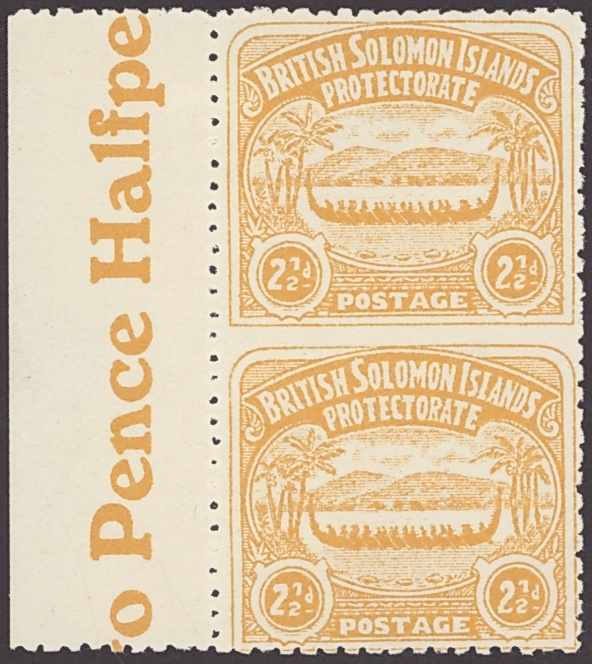 o Pence Halfpe
BRITISH SOLOMON ISLANDS
PROTECTORATE
2½d 2½d
POSTAGE
BRITISH SOLOMON ISLANDS
PROTECTORATE
2½d 2½d
POSTAGE